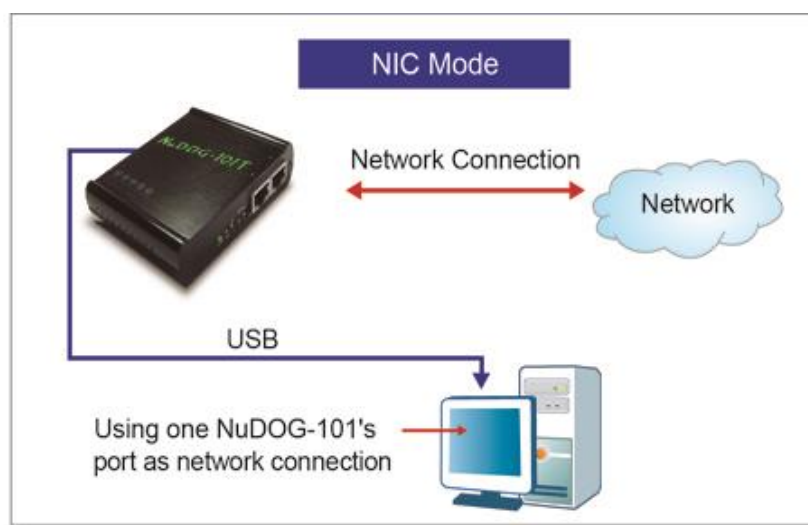 NIC Mode
NuDOG-101T
Network Connection
Network
USB
Using one NuDOG-101's
port as network connection